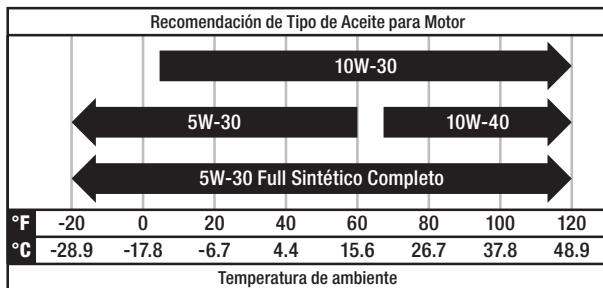 Recomendación de Tipo de Aceite para Motor
10W-30
5W-30 10W-40
5W-30 Full Sintético Completo
°F -20 0 20 40 60 80 100 120
°C -28.9 -17.8 -6.7 4.4 15.6 26.7 37.8 48.9
Temperatura de ambiente